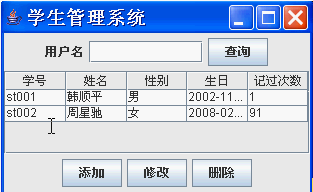 学生管理系统
用户名 查询
学号 姓名 性别 生日 记过次数
st001 韩顺平 男 2002-11... 1
st002 周星驰 女 2008-02... 91
添加 修改 删除